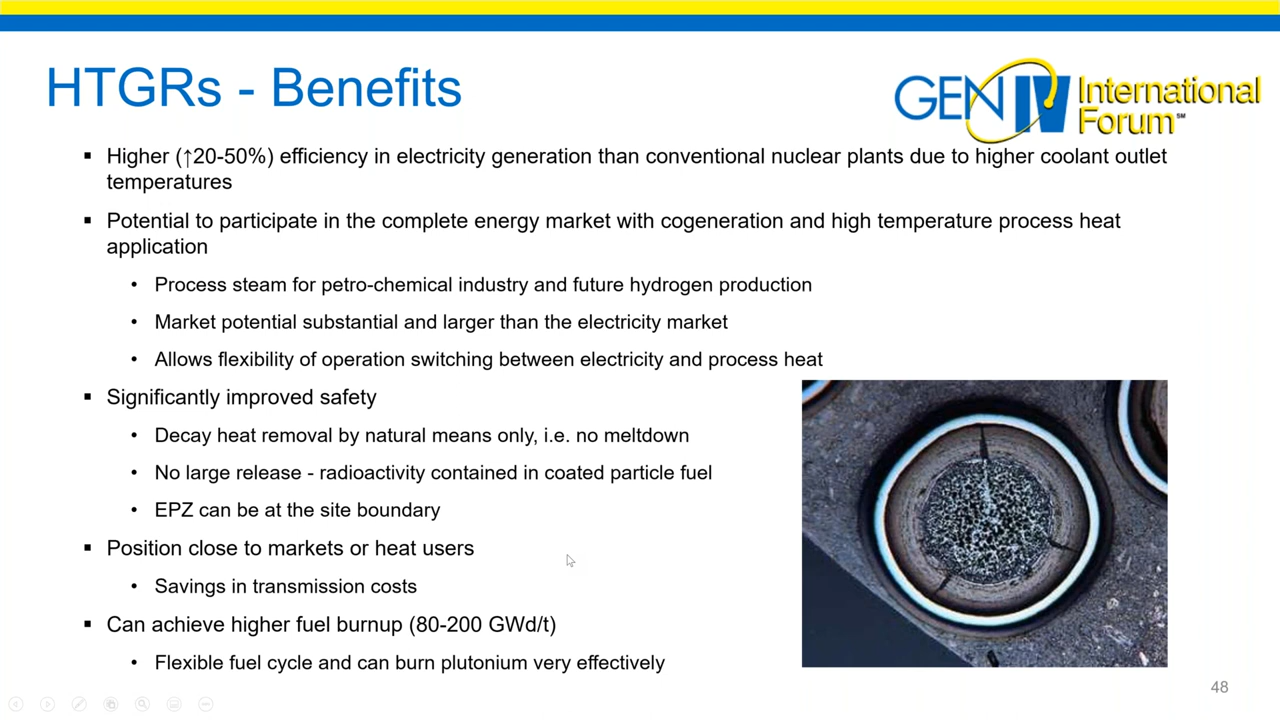 HTGRs - Benefits
GEN IV International
Forum℠
▪ Higher (↑20-50%) efficiency in electricity generation than conventional nuclear plants due to higher coolant outlet
temperatures
▪ Potential to participate in the complete energy market with cogeneration and high temperature process heat
application
• Process steam for petro-chemical industry and future hydrogen production
• Market potential substantial and larger than the electricity market
• Allows flexibility of operation switching between electricity and process heat
▪ Significantly improved safety
• Decay heat removal by natural means only, i.e. no meltdown
• No large release - radioactivity contained in coated particle fuel
• EPZ can be at the site boundary
▪ Position close to markets or heat users
• Savings in transmission costs
▪ Can achieve higher fuel burnup (80-200 GWd/t)
• Flexible fuel cycle and can burn plutonium very effectively
48